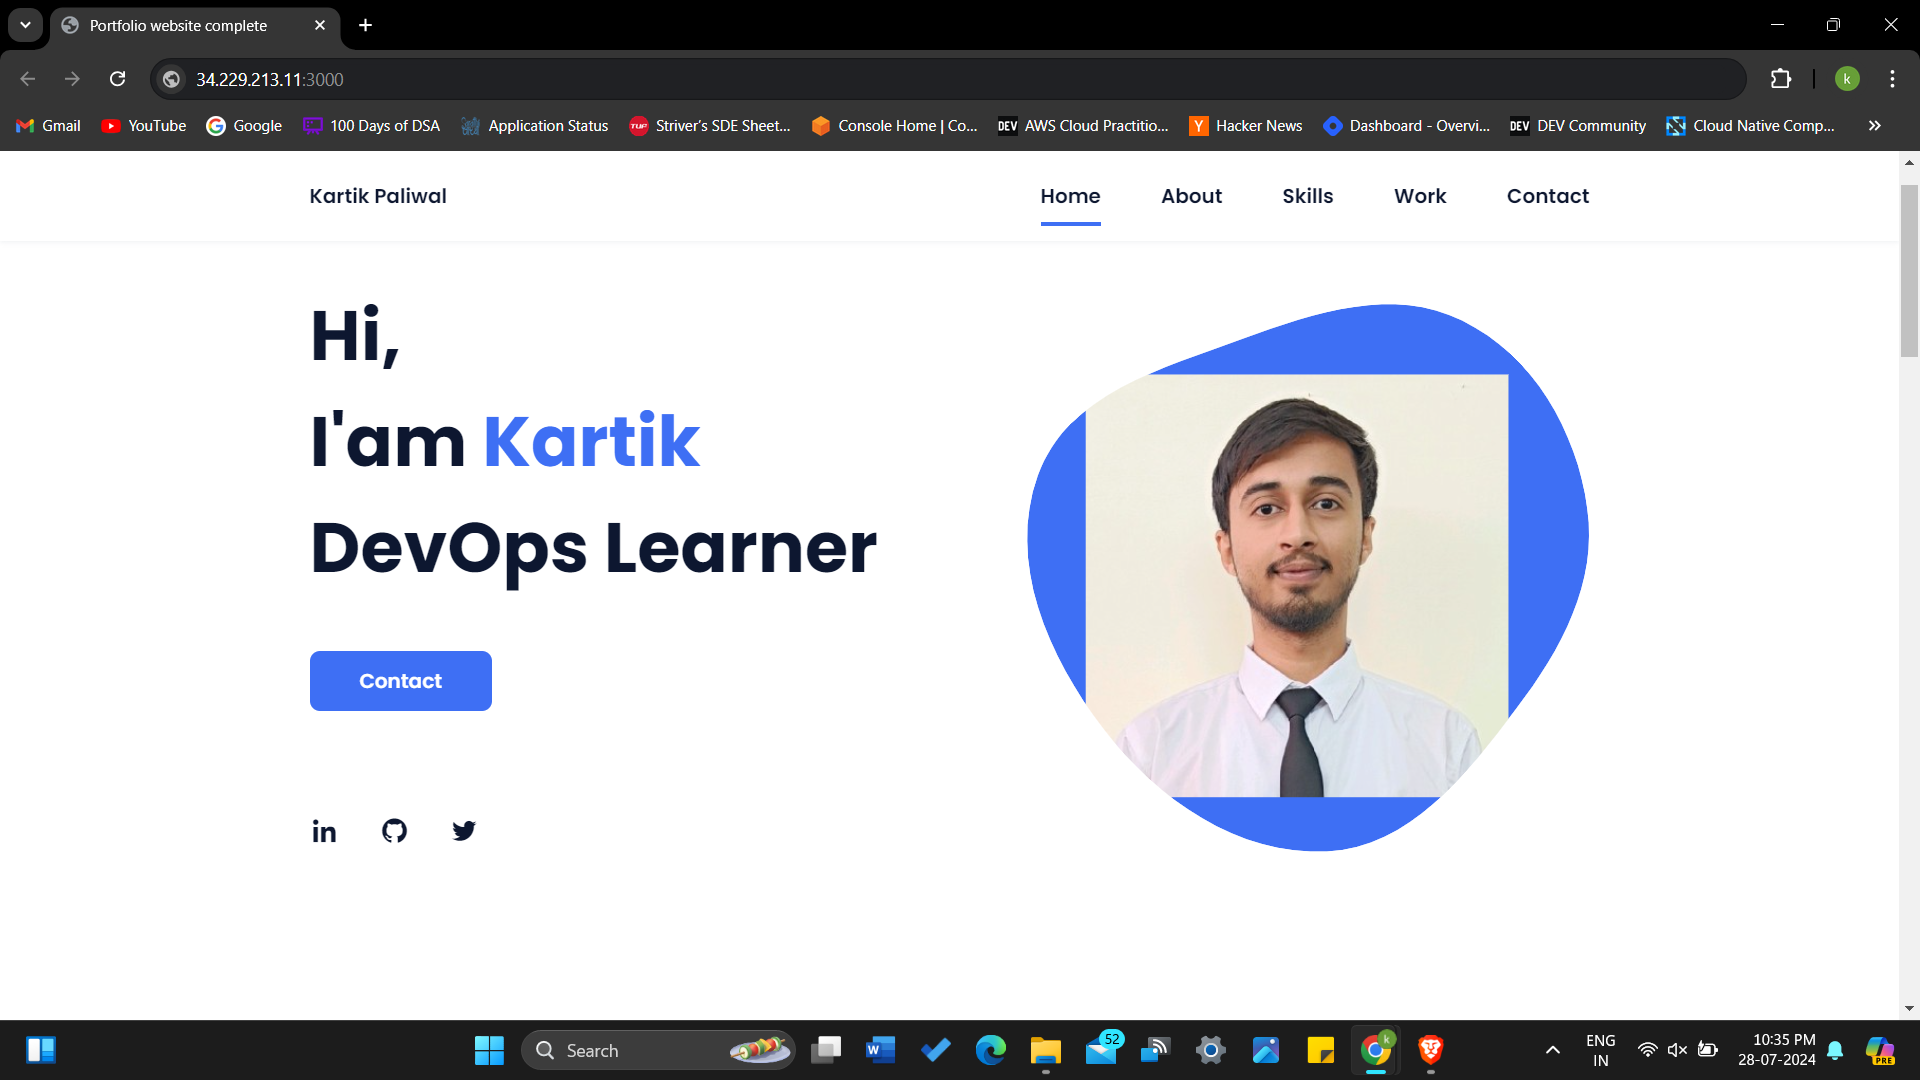 Portfolio website complete
34.229.213.11:3000
k
Gmail YouTube Google 100 Days of DSA Application Status TUF Striver's SDE Sheet... Console Home | Co... DEV AWS Cloud Practitio... Y Hacker News Dashboard - Overvi... DEV DEV Community Cloud Native Comp...
Kartik Paliwal Home About Skills Work Contact
Hi,
I'am Kartik
DevOps Learner
Contact
in
Search W 52 k ENG 10:35 PM
IN 28-07-2024 PRE